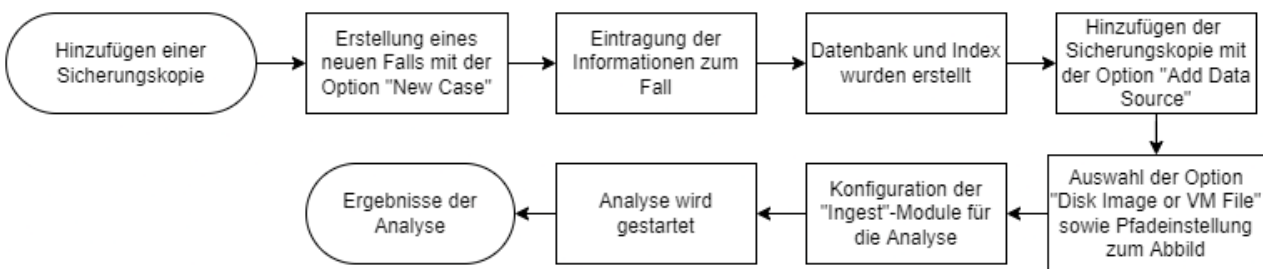 Hinzufügen einer
Sicherungskopie
Erstellung eines
neuen Falls mit der
Option "New Case"
Eintragung der
Informationen zum
Fall
Datenbank und Index
wurden erstellt
Hinzufügen der
Sicherungskopie mit
der Option "Add Data
Source"
Auswahl der Option
"Disk Image or VM File"
sowie Pfadeinstellung
zum Abbild
Konfiguration der
"Ingest"-Module für
die Analyse
Analyse wird
gestartet
Ergebnisse der
Analyse